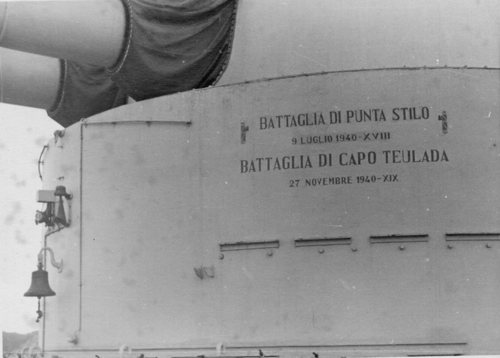 BATTAGLIA DI PUNTA STILO
9 LUGLIO 1940-XVIII
BATTAGLIA DI CAPO TEULADA
27 NOVEMBRE 1940-XIX